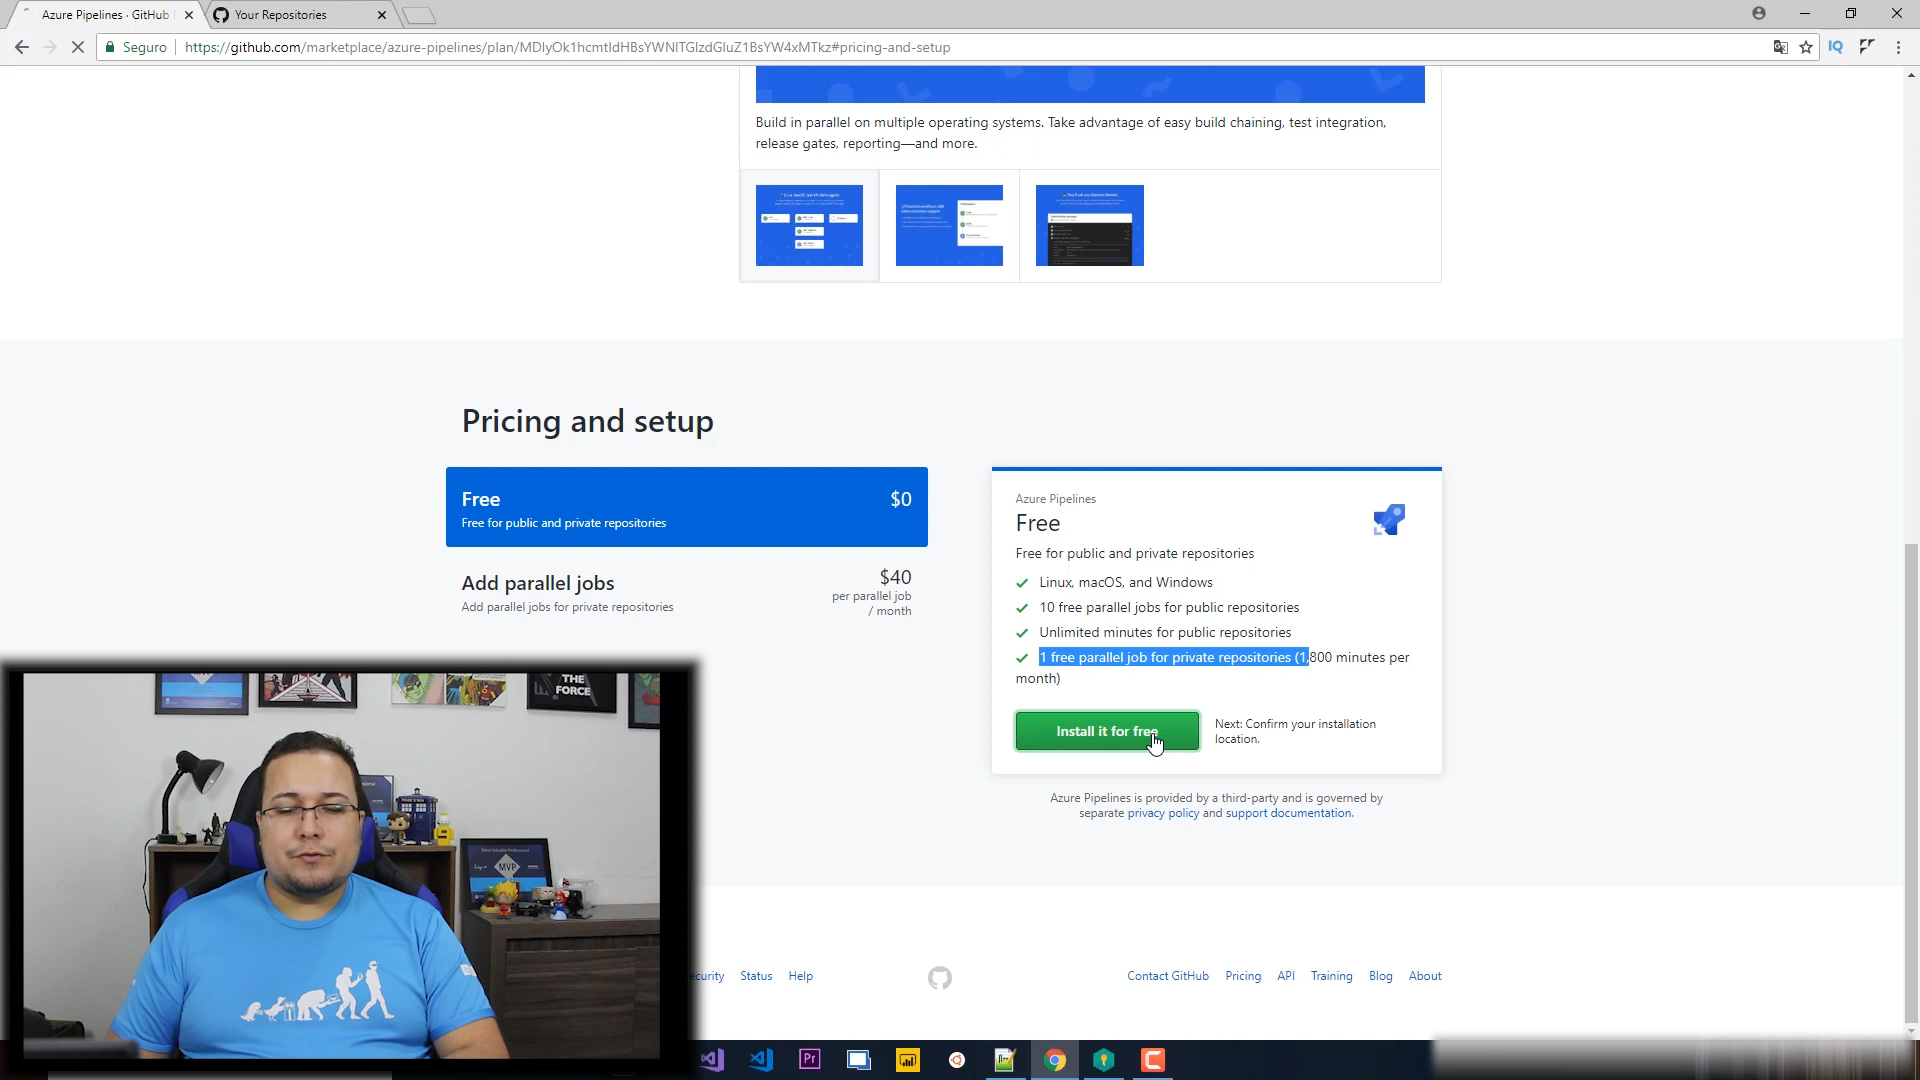 Azure Pipelines · GitHub
Your Repositories
Seguro
https://github.com/marketplace/azure-pipelines/plan/MDIyOk1hcmtldHBsYWNlTGlzdGluZ1BsYW4xMTkz#pricing-and-setup
IQ
Build in parallel on multiple operating systems. Take advantage of easy build chaining, test integration,
release gates, reporting—and more.
Pricing and setup
Free
$0
Free for public and private repositories
Add parallel jobs
$40
Add parallel jobs for private repositories
per parallel job
/ month
Azure Pipelines
Free
Free for public and private repositories
Linux, macOS, and Windows
10 free parallel jobs for public repositories
Unlimited minutes for public repositories
1 free parallel job for private repositories (1,800 minutes per
month)
Install it for free
Next: Confirm your installation
location.
Azure Pipelines is provided by a third-party and is governed by
separate privacy policy and support documentation.
THE
FORCE
MVP
ecurity
Status
Help
Contact GitHub
Pricing
API
Training
Blog
About
Pr